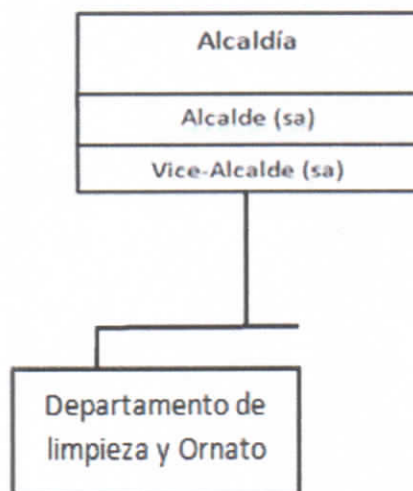 Alcaldía
Alcalde (sa)
Vice-Alcalde (sa)
Departamento de
limpieza y Ornato